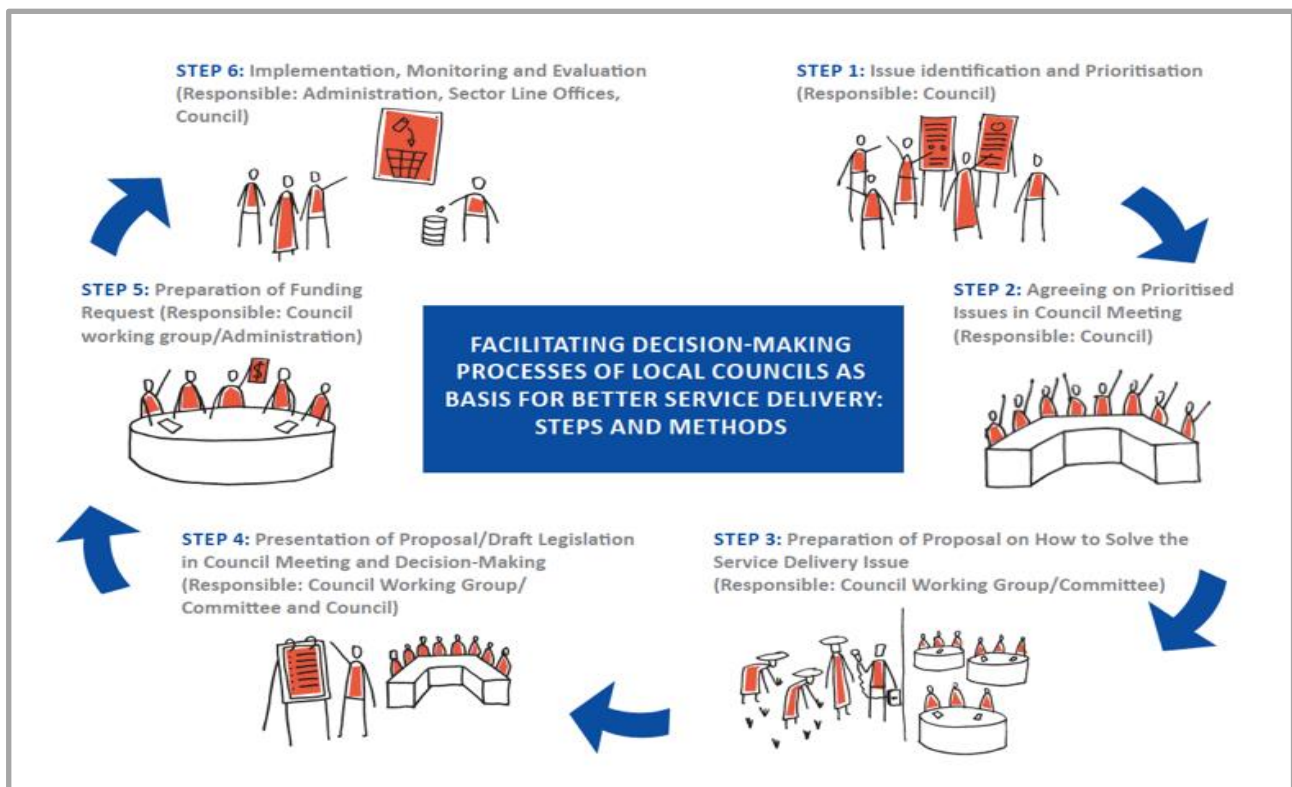 STEP 1: Issue identification and Prioritisation
(Responsible: Council)
STEP 2: Agreeing on Prioritised
Issues in Council Meeting
(Responsible: Council)
STEP 3: Preparation of Proposal on How to Solve the
Service Delivery Issue
(Responsible: Council Working Group/Committee)
STEP 4: Presentation of Proposal/Draft Legislation
in Council Meeting and Decision-Making
(Responsible: Council Working Group/
Committee and Council)
STEP 5: Preparation of Funding
Request (Responsible: Council
working group/Administration)
$
STEP 6: Implementation, Monitoring and Evaluation
(Responsible: Administration, Sector Line Offices,
Council)
FACILITATING DECISION-MAKING
PROCESSES OF LOCAL COUNCILS AS
BASIS FOR BETTER SERVICE DELIVERY:
STEPS AND METHODS